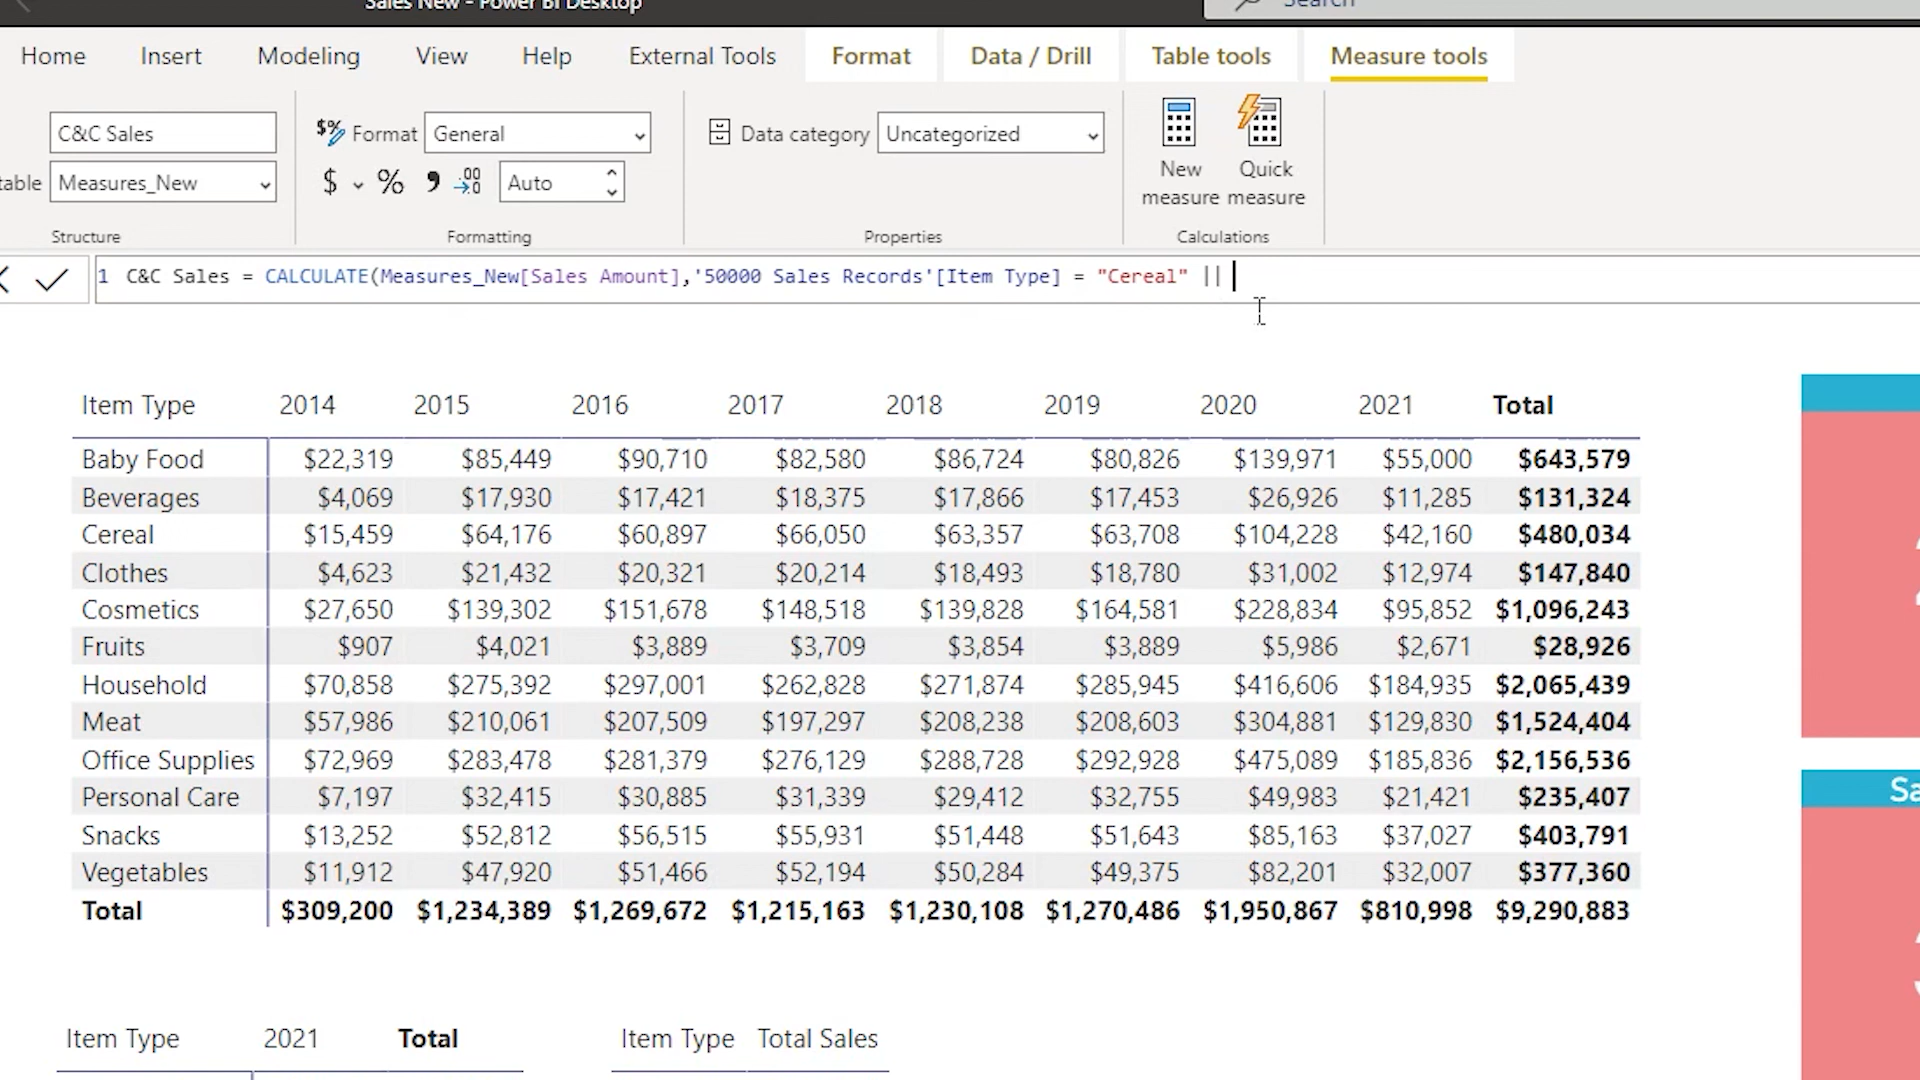 Sales New - Power BI Desktop
Search
Home Insert Modeling View Help External Tools Format Data / Drill Table tools Measure tools
C&C Sales $% Format General Data category Uncategorized New measure Quick measure
table Measures_New $ % , .00 →.0 Auto
Structure Formatting Properties Calculations
1 C&C Sales = CALCULATE(Measures_New[Sales Amount],'50000 Sales Records'[Item Type] = "Cereal" ||
Item Type 2014 2015 2016 2017 2018 2019 2020 2021 Total
Baby Food $22,319 $85,449 $90,710 $82,580 $86,724 $80,826 $139,971 $55,000 $643,579
Beverages $4,069 $17,930 $17,421 $18,375 $17,866 $17,453 $26,926 $11,285 $131,324
Cereal $15,459 $64,176 $60,897 $66,050 $63,357 $63,708 $104,228 $42,160 $480,034
Clothes $4,623 $21,432 $20,321 $20,214 $18,493 $18,780 $31,002 $12,974 $147,840
Cosmetics $27,650 $139,302 $151,678 $148,518 $139,828 $164,581 $228,834 $95,852 $1,096,243
Fruits $907 $4,021 $3,889 $3,709 $3,854 $3,889 $5,986 $2,671 $28,926
Household $70,858 $275,392 $297,001 $262,828 $271,874 $285,945 $416,606 $184,935 $2,065,439
Meat $57,986 $210,061 $207,509 $197,297 $208,238 $208,603 $304,881 $129,830 $1,524,404
Office Supplies $72,969 $283,478 $281,379 $276,129 $288,728 $292,928 $475,089 $185,836 $2,156,536
Personal Care $7,197 $32,415 $30,885 $31,339 $29,412 $32,755 $49,983 $21,421 $235,407
Snacks $13,252 $52,812 $56,515 $55,931 $51,448 $51,643 $85,163 $37,027 $403,791
Vegetables $11,912 $47,920 $51,466 $52,194 $50,284 $49,375 $82,201 $32,007 $377,360
Total $309,200 $1,234,389 $1,269,672 $1,215,163 $1,230,108 $1,270,486 $1,950,867 $810,998 $9,290,883
Sa
Item Type 2021 Total
Item Type Total Sales